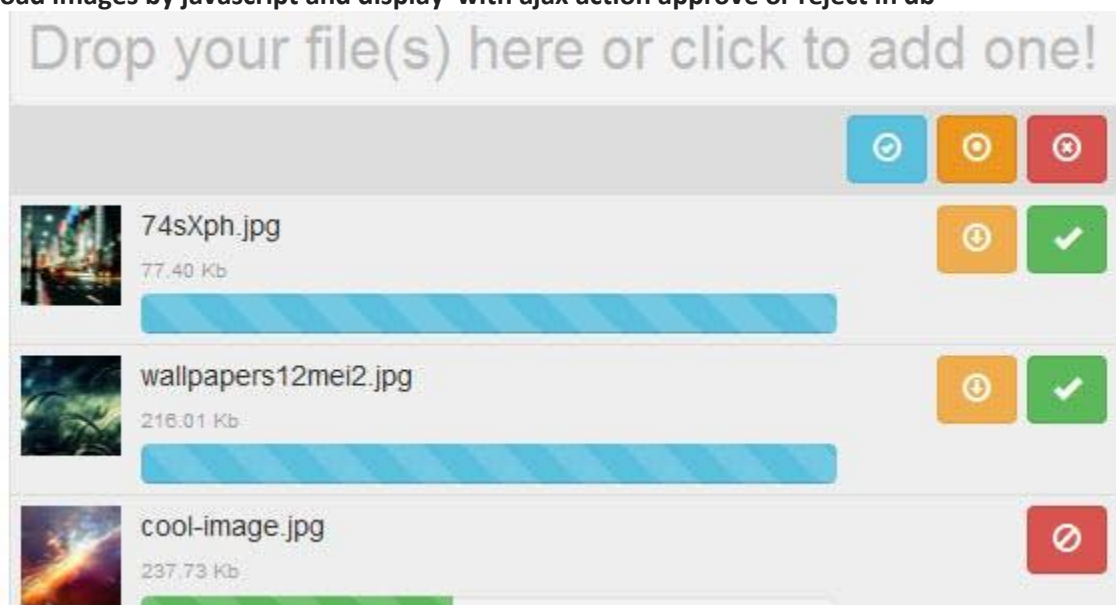 oad images by javascript and display with ajax action approve or reject in db
Drop your file(s) here or click to add one!
74sXph.jpg
77.40 Kb
wallpapers12mei2.jpg
216.01 Kb
cool-image.jpg
237.73 Kb